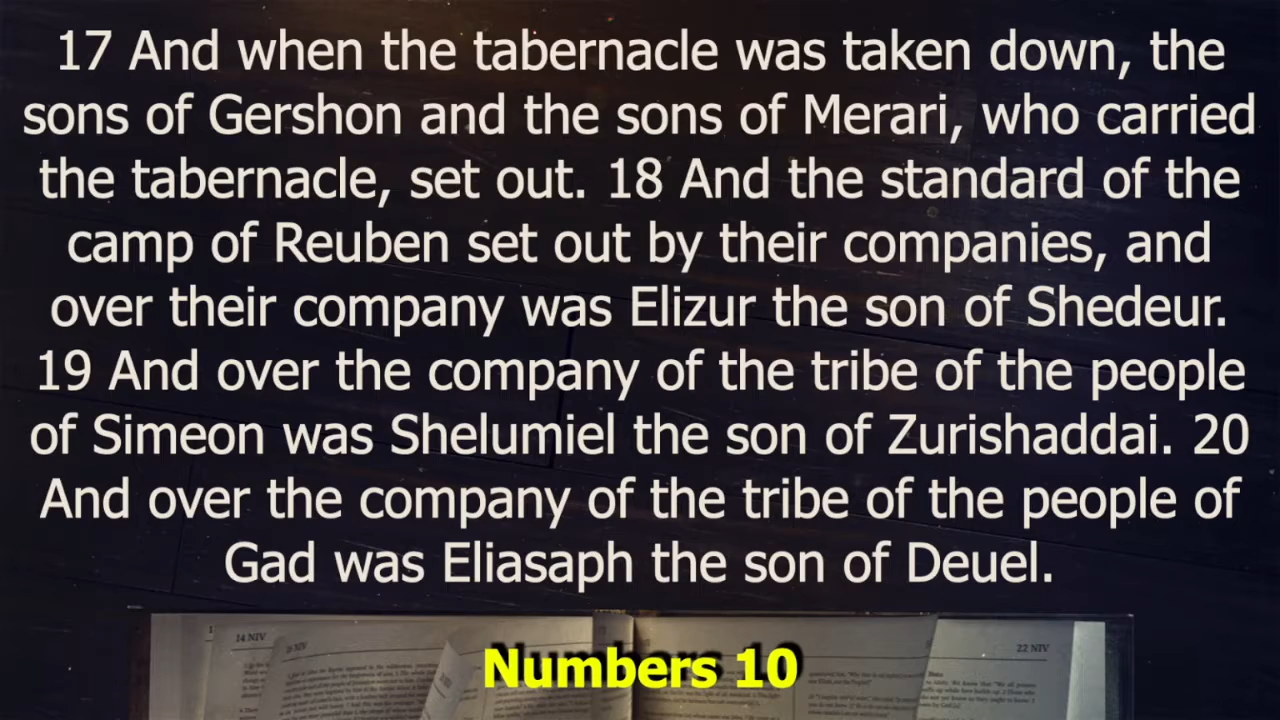 17 And when the tabernacle was taken down, the
sons of Gershon and the sons of Merari, who carried
the tabernacle, set out. 18 And the standard of the
camp of Reuben set out by their companies, and
over their company was Elizur the son of Shedeur.
19 And over the company of the tribe of the people
of Simeon was Shelumiel the son of Zurishaddai. 20
And over the company of the tribe of the people of
Gad was Eliasaph the son of Deuel.
14 NIV
22 NIV
Numbers 10